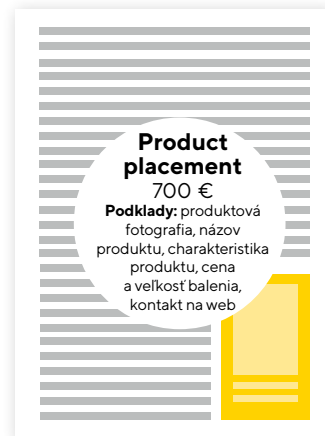 Product
placement
700 €
Podklady: produktová
fotografia, názov
produktu, charakteristika
produktu, cena
a veľkosť balenia,
kontakt na web